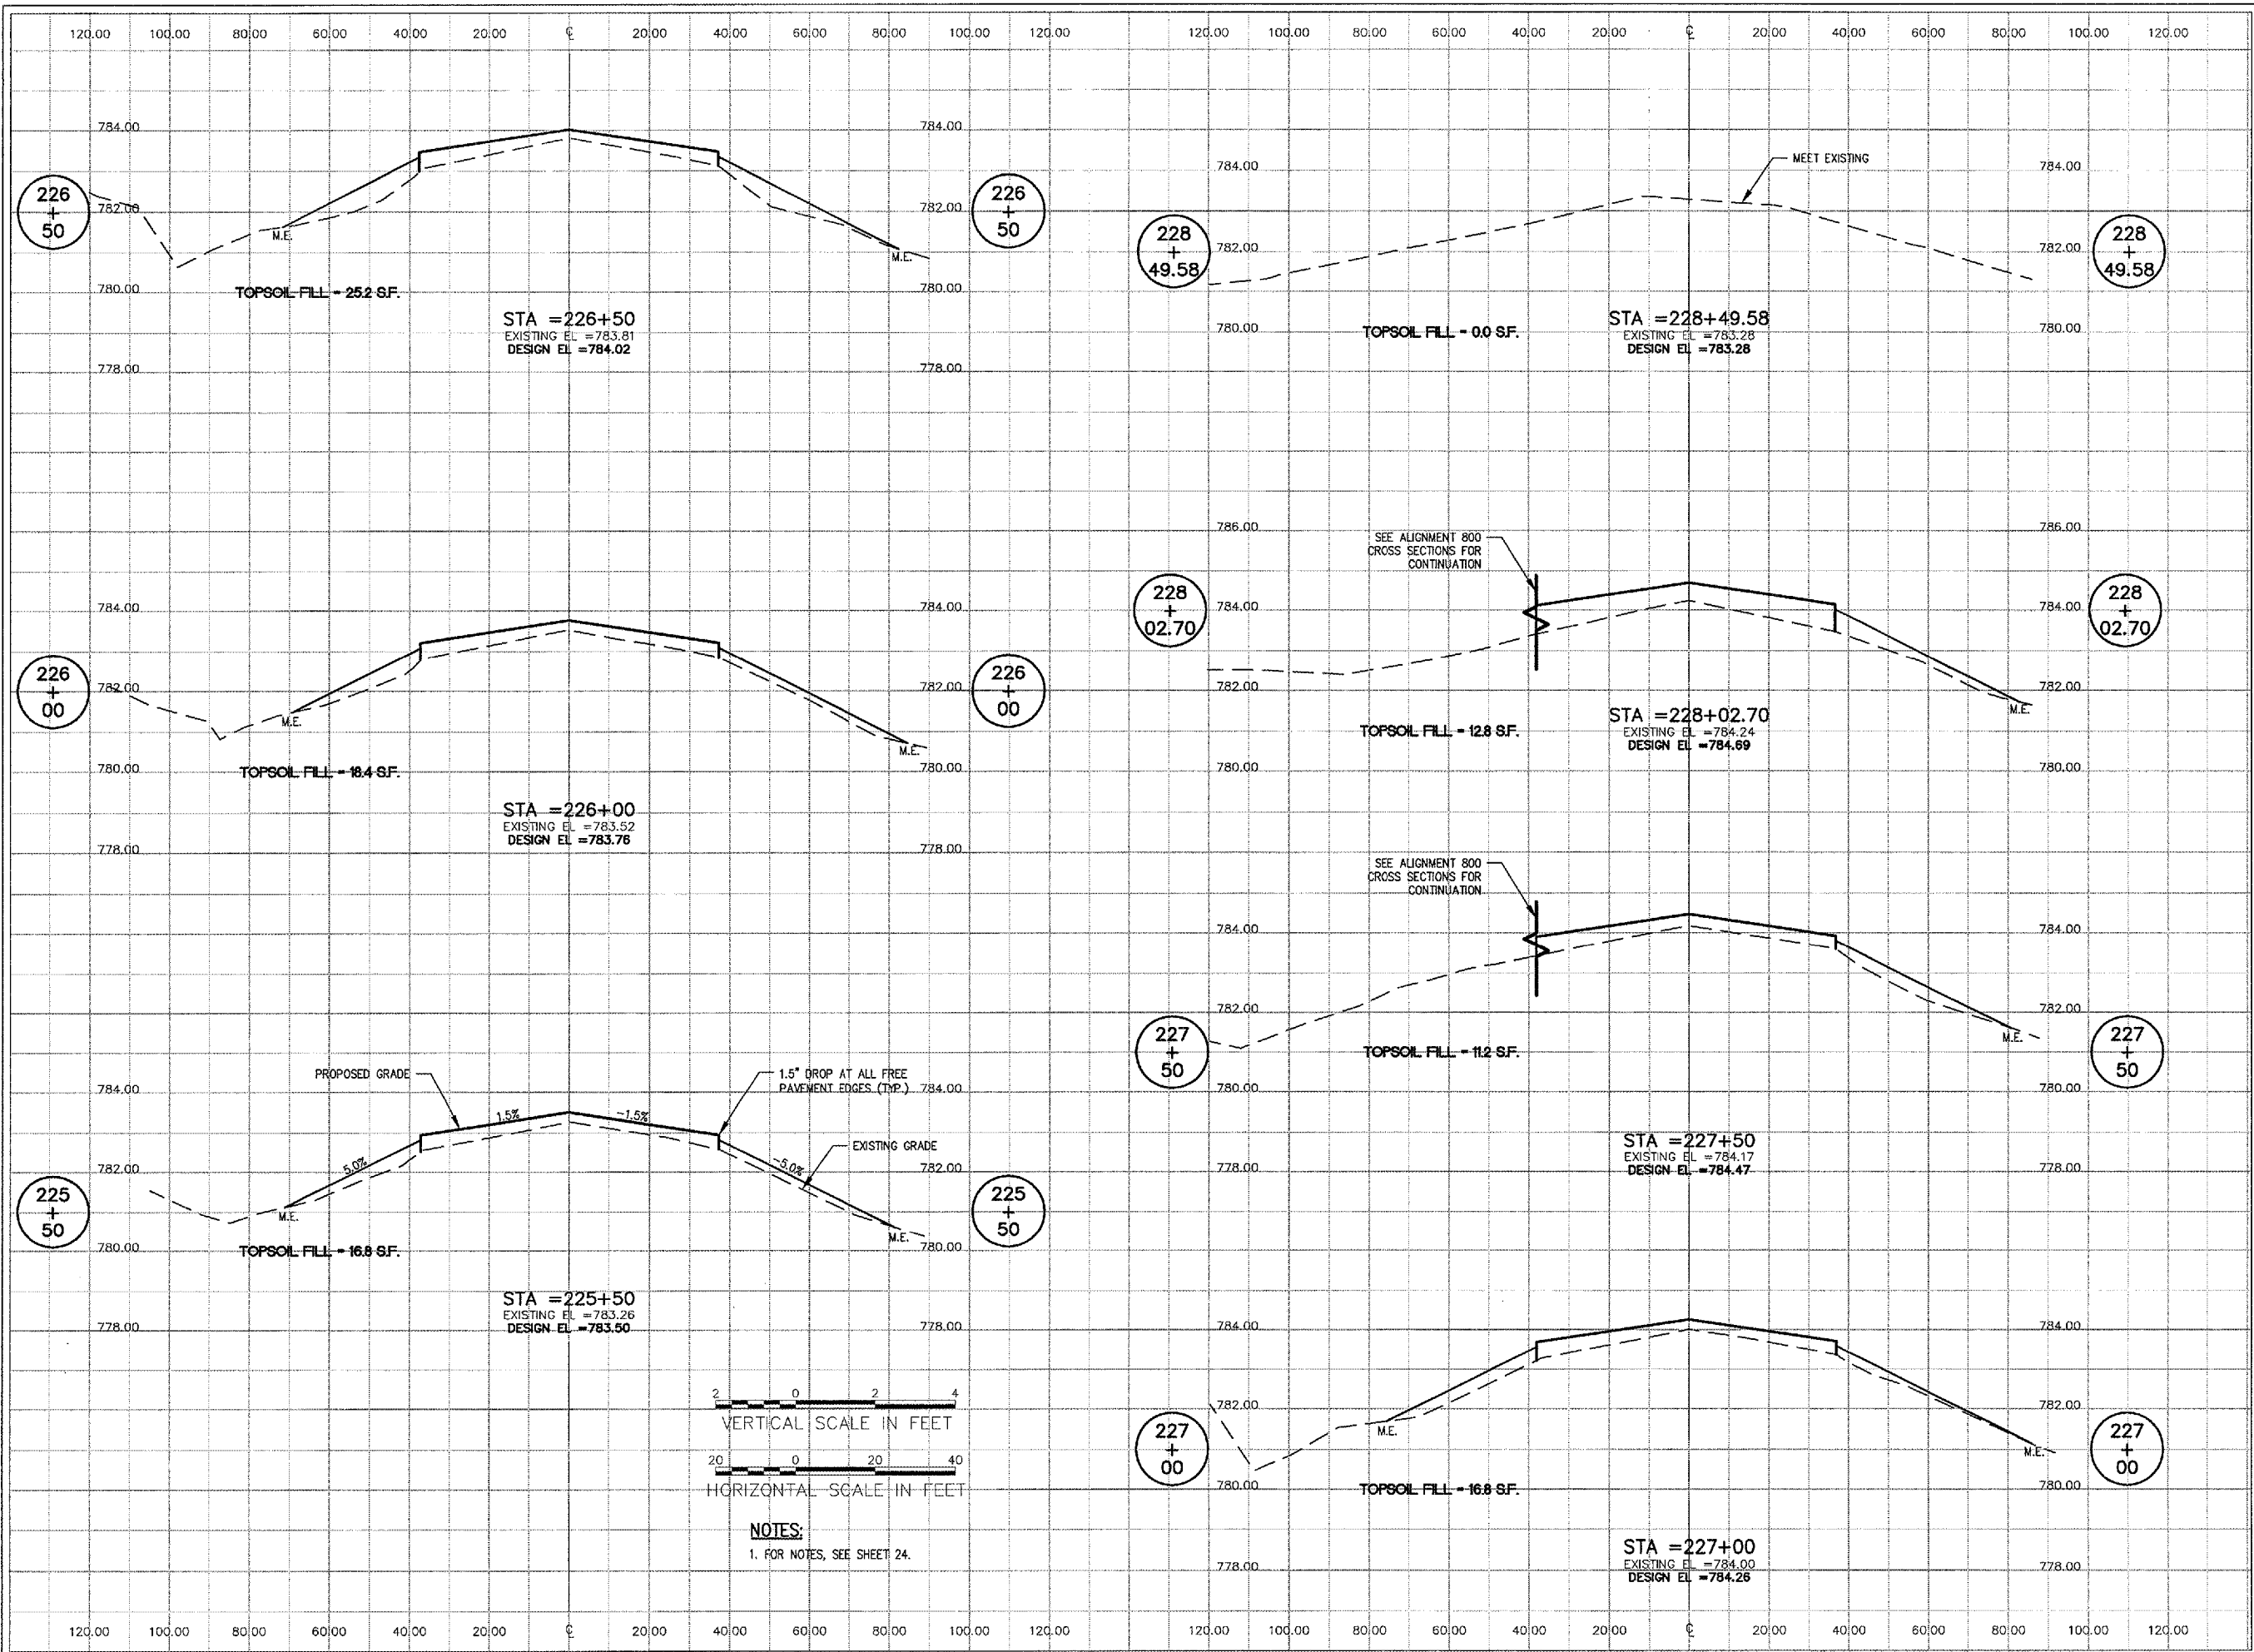 120.00 100.00 80.00 60.00 40.00 20.00 ℄ 20.00 40.00 60.00 80.00 100.00 120.00
120.00 100.00 80.00 60.00 40.00 20.00 ℄ 20.00 40.00 60.00 80.00 100.00 120.00
784.00 784.00
226
+
50
782.00 782.00
226
+
50
M.E.
M.E.
780.00 780.00
TOPSOIL FILL = 25.2 S.F.
STA =226+50
EXISTING EL =783.81
DESIGN EL =784.02
778.00 778.00
784.00 784.00
226
+
00
782.00 782.00
226
+
00
M.E.
M.E.
780.00 780.00
TOPSOIL FILL = 18.4 S.F.
STA =226+00
EXISTING EL =783.52
DESIGN EL =783.76
778.00 778.00
PROPOSED GRADE
1.5" DROP AT ALL FREE
PAVEMENT EDGES (TYP.)
784.00 784.00
1.5% -1.5%
EXISTING GRADE
5.0% -5.0%
782.00 782.00
225
+
50
225
+
50
M.E.
M.E.
780.00 780.00
TOPSOIL FILL = 16.8 S.F.
STA =225+50
EXISTING EL =783.26
DESIGN EL =783.50
778.00 778.00
2 0 2 4
VERTICAL SCALE IN FEET
20 0 20 40
HORIZONTAL SCALE IN FEET
NOTES:
1. FOR NOTES, SEE SHEET 24.
MEET EXISTING
784.00 784.00
228
+
49.58
782.00 782.00
228
+
49.58
780.00 780.00
TOPSOIL FILL = 0.0 S.F.
STA =228+49.58
EXISTING EL =783.28
DESIGN EL =783.28
786.00 786.00
SEE ALIGNMENT 800
CROSS SECTIONS FOR
CONTINUATION
228
+
02.70
784.00 784.00
228
+
02.70
782.00 782.00
M.E.
TOPSOIL FILL = 12.8 S.F.
STA =228+02.70
EXISTING EL =784.24
DESIGN EL =784.69
780.00 780.00
SEE ALIGNMENT 800
CROSS SECTIONS FOR
CONTINUATION
784.00 784.00
782.00 782.00
227
+
50
227
+
50
M.E.
TOPSOIL FILL = 11.2 S.F.
780.00 780.00
STA =227+50
EXISTING EL =784.17
DESIGN EL =784.47
778.00 778.00
784.00 784.00
782.00 782.00
227
+
00
227
+
00
M.E.
M.E.
780.00 780.00
TOPSOIL FILL = 16.8 S.F.
STA =227+00
EXISTING EL =784.00
DESIGN EL =784.26
778.00 778.00
120.00 100.00 80.00 60.00 40.00 20.00 ℄ 20.00 40.00 60.00 80.00 100.00 120.00
120.00 100.00 80.00 60.00 40.00 20.00 ℄ 20.00 40.00 60.00 80.00 100.00 120.00